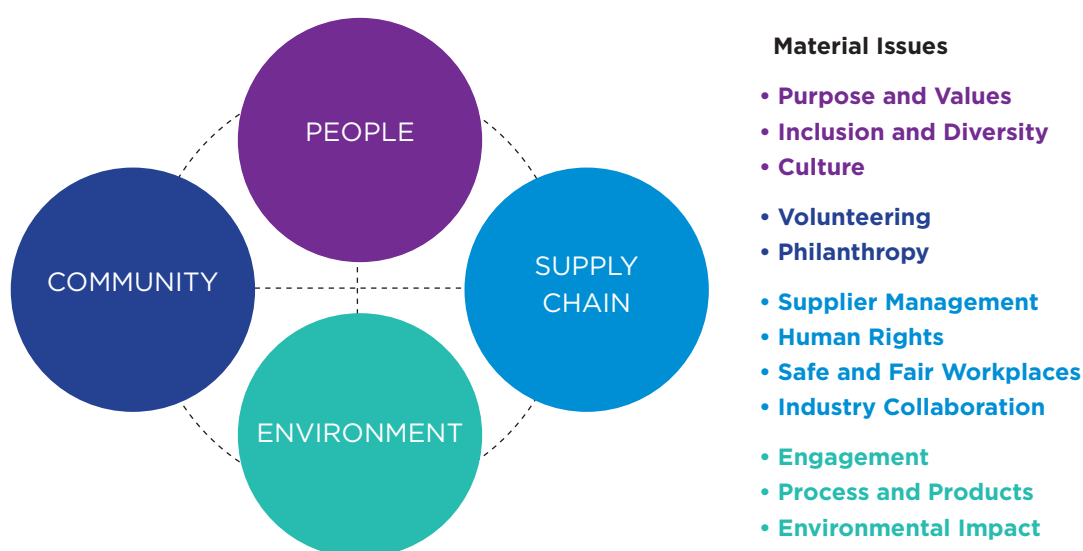 PEOPLE
COMMUNITY
SUPPLY
CHAIN
ENVIRONMENT
Material Issues
• Purpose and Values
• Inclusion and Diversity
• Culture
• Volunteering
• Philanthropy
• Supplier Management
• Human Rights
• Safe and Fair Workplaces
• Industry Collaboration
• Engagement
• Process and Products
• Environmental Impact